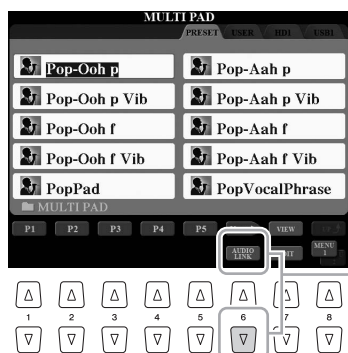 MULTI PAD
PRESET USER HD1 USB1
Pop-Ooh p Pop-Aah p
Pop-Ooh p Vib Pop-Aah p Vib
Pop-Ooh f Pop-Aah f
Pop-Ooh f Vib Pop-Aah f Vib
PopPad PopVocalPhrase
MULTI PAD
P1 P2 P3 P4 P5 VIEW
AUDIO LINK MENU 1
1 2 3 4 5 6 7 8